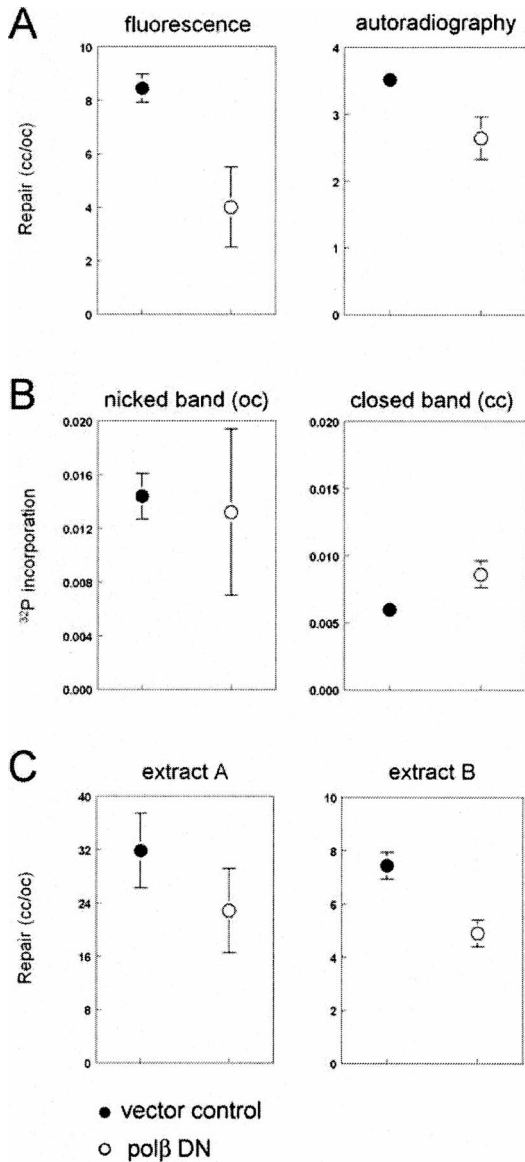 A
fluorescence
autoradiography
Repair (cc/oc)
10
8
6
4
2
0
4
3
2
1
0
B
nicked band (oc)
closed band (cc)
³²P incorporation
0.020
0.016
0.012
0.008
0.004
0.000
0.020
0.015
0.010
0.005
0.000
C
extract A
extract B
Repair (cc/oc)
40
32
24
16
8
0
10
8
6
4
2
0
vector control
polβ DN